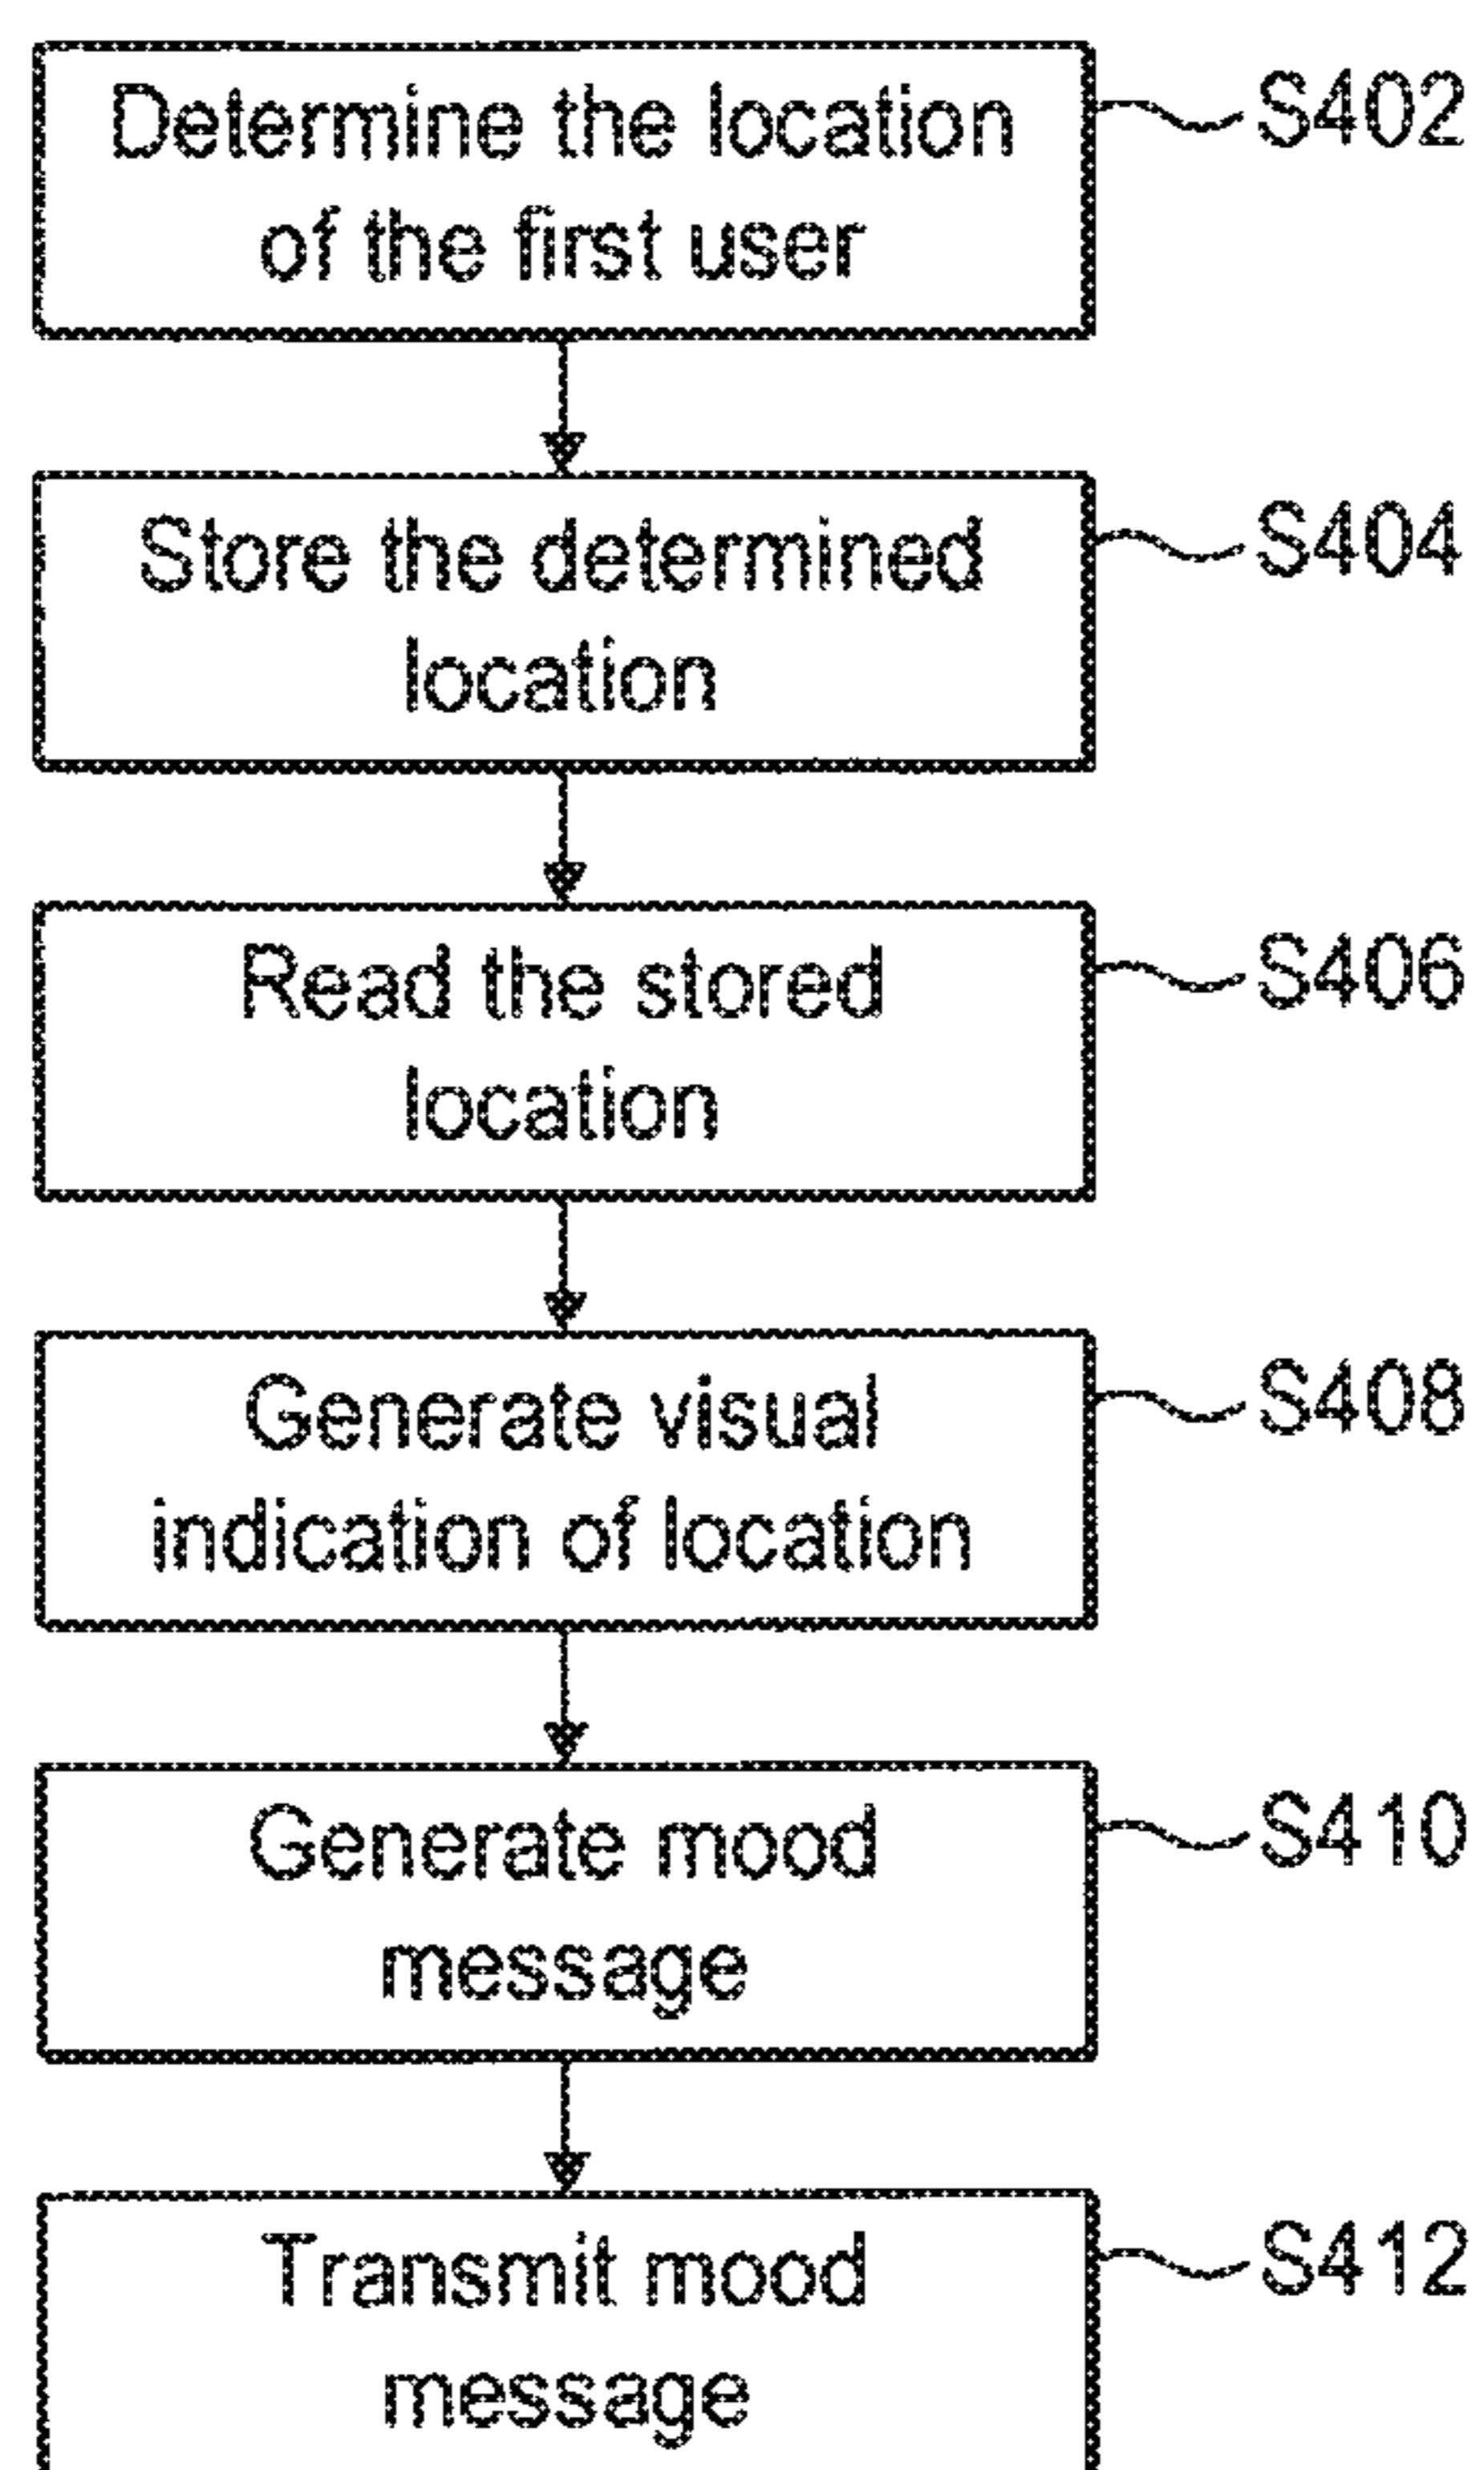 Determine the location
of the first user
S402
Store the determined
location
S404
Read the stored
location
S406
Generate visual
indication of location
S408
Generate mood
message
S410
Transmit mood
message
S412